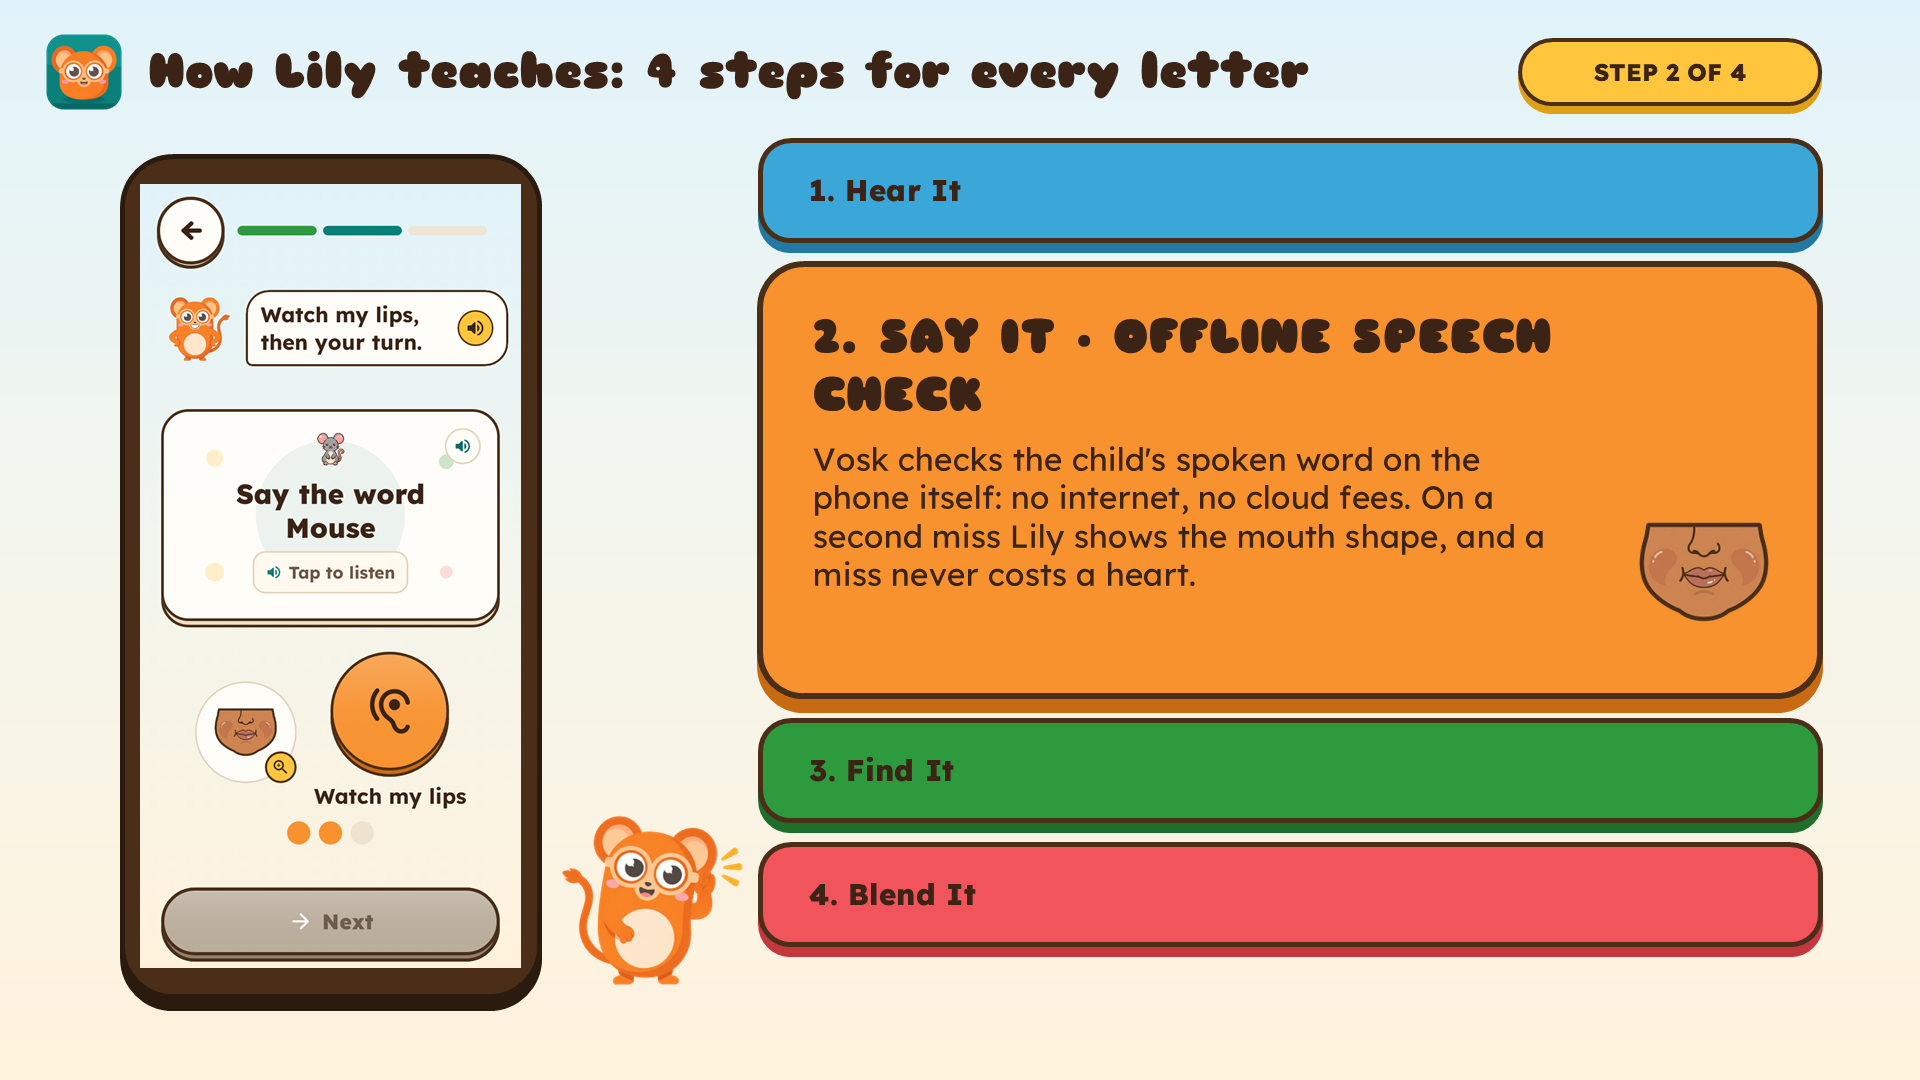 How Lily teaches: 4 steps for every letter
STEP 2 OF 4
Watch my lips,
then your turn.
Say the word
Mouse
Tap to listen
Watch my lips
Next
1. Hear It
2. SAY IT · OFFLINE SPEECH
CHECK
Vosk checks the child's spoken word on the
phone itself: no internet, no cloud fees. On a
second miss Lily shows the mouth shape, and a
miss never costs a heart.
3. Find It
4. Blend It